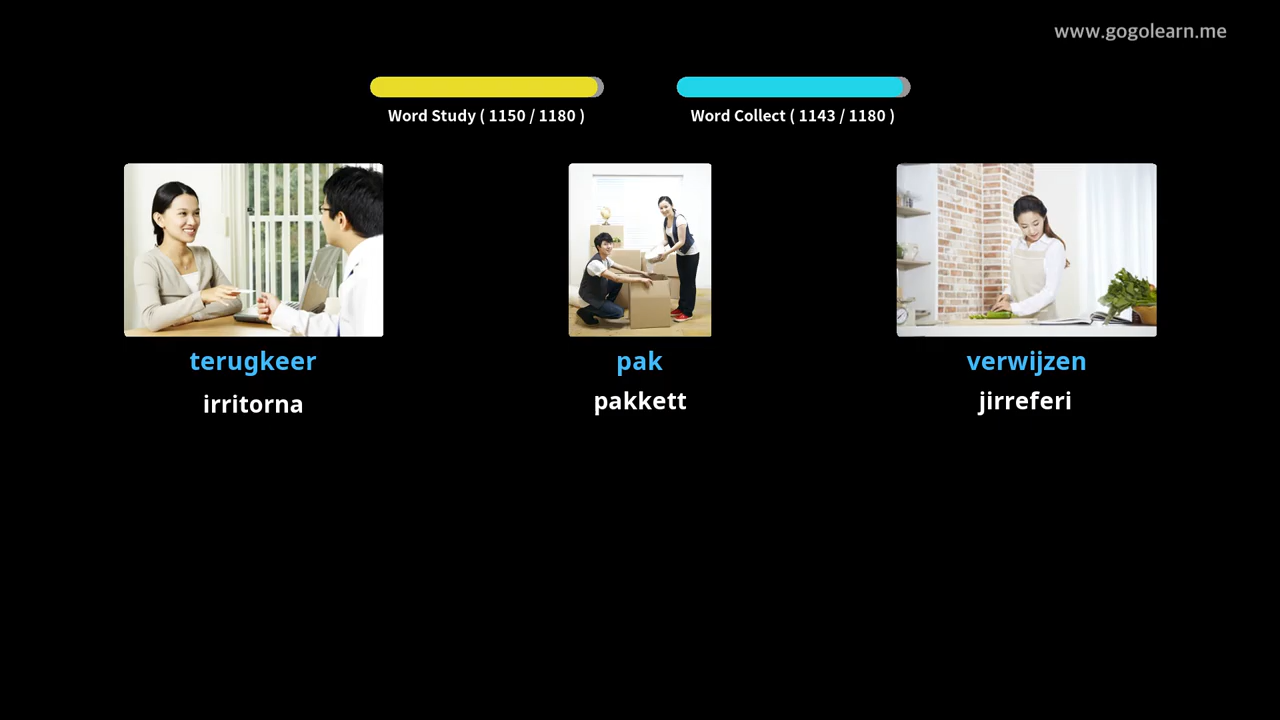 www.gogolearn.me
Word Study ( 1150 / 1180 )
Word Collect ( 1143 / 1180 )
terugkeer
irritorna
pak
pakkett
verwijzen
jirreferi